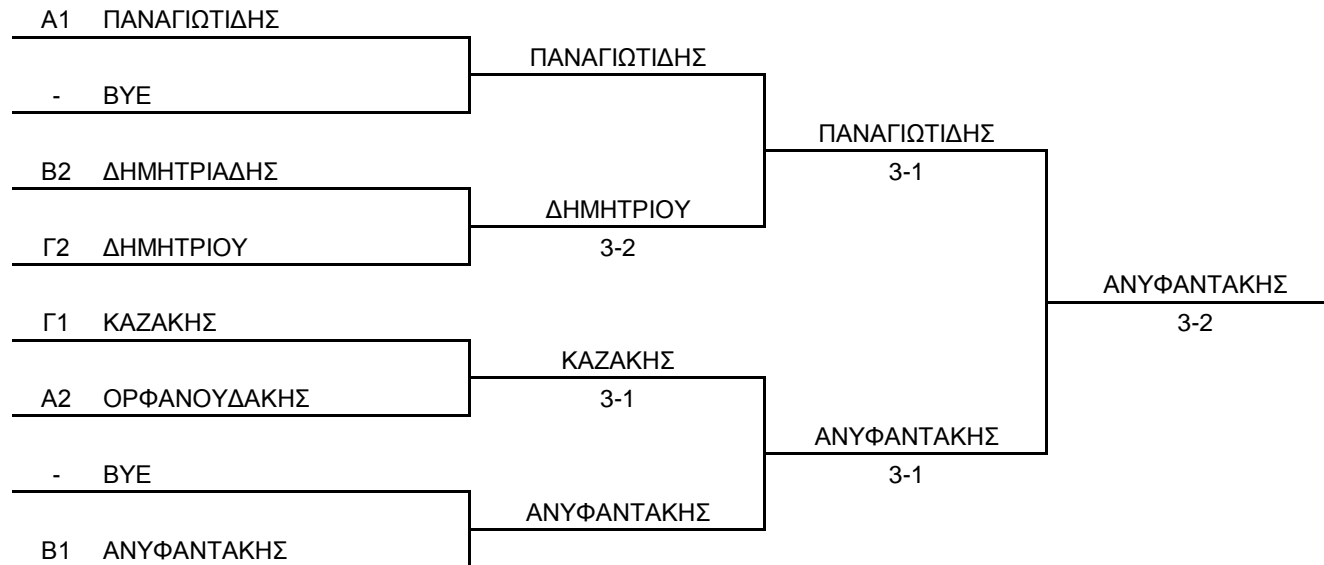 Α1 ΠΑΝΑΓΙΩΤΙΔΗΣ
ΠΑΝΑΓΙΩΤΙΔΗΣ
- BYE
ΠΑΝΑΓΙΩΤΙΔΗΣ
3-1
Β2 ΔΗΜΗΤΡΙΑΔΗΣ
ΔΗΜΗΤΡΙΟΥ
3-2
Γ2 ΔΗΜΗΤΡΙΟΥ
ΑΝΥΦΑΝΤΑΚΗΣ
3-2
Γ1 ΚΑΖΑΚΗΣ
ΚΑΖΑΚΗΣ
3-1
Α2 ΟΡΦΑΝΟΥΔΑΚΗΣ
ΑΝΥΦΑΝΤΑΚΗΣ
3-1
- BYE
ΑΝΥΦΑΝΤΑΚΗΣ
Β1 ΑΝΥΦΑΝΤΑΚΗΣ